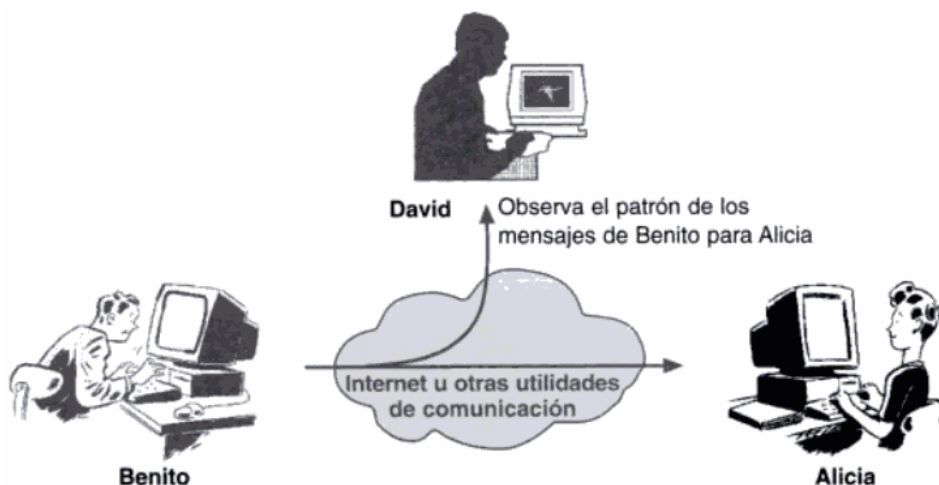 David
Observa el patrón de los
mensajes de Benito para Alicia
Internet u otras utilidades
de comunicación
Benito
Alicia